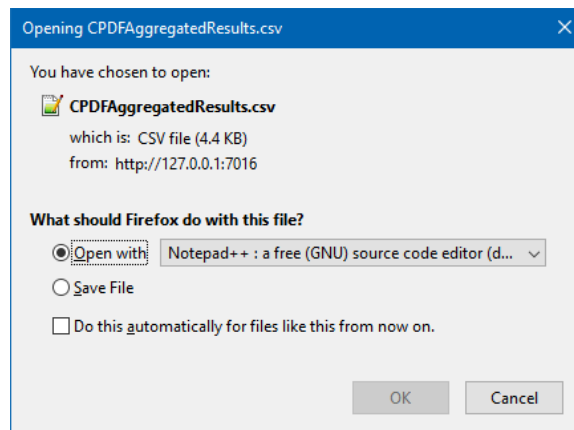 Opening CPDFAggregatedResults.csv
You have chosen to open:
CPDFAggregatedResults.csv
which is: CSV file (4.4 KB)
from: http://127.0.0.1:7016
What should Firefox do with this file?
Open with Notepad++ : a free (GNU) source code editor (d...
Save File
Do this automatically for files like this from now on.
OK Cancel